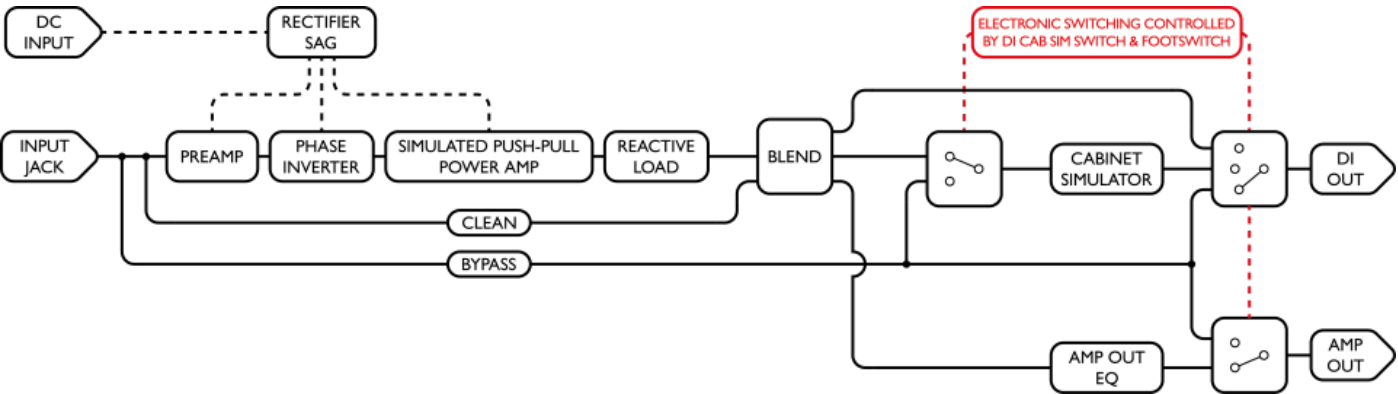 DC
INPUT
RECTIFIER
SAG
ELECTRONIC SWITCHING CONTROLLED
BY DI CAB SIM SWITCH & FOOTSWITCH
INPUT
JACK
PREAMP
PHASE
INVERTER
SIMULATED PUSH-PULL
POWER AMP
REACTIVE
LOAD
BLEND
CABINET
SIMULATOR
DI
OUT
CLEAN
BYPASS
AMP OUT
EQ
AMP
OUT